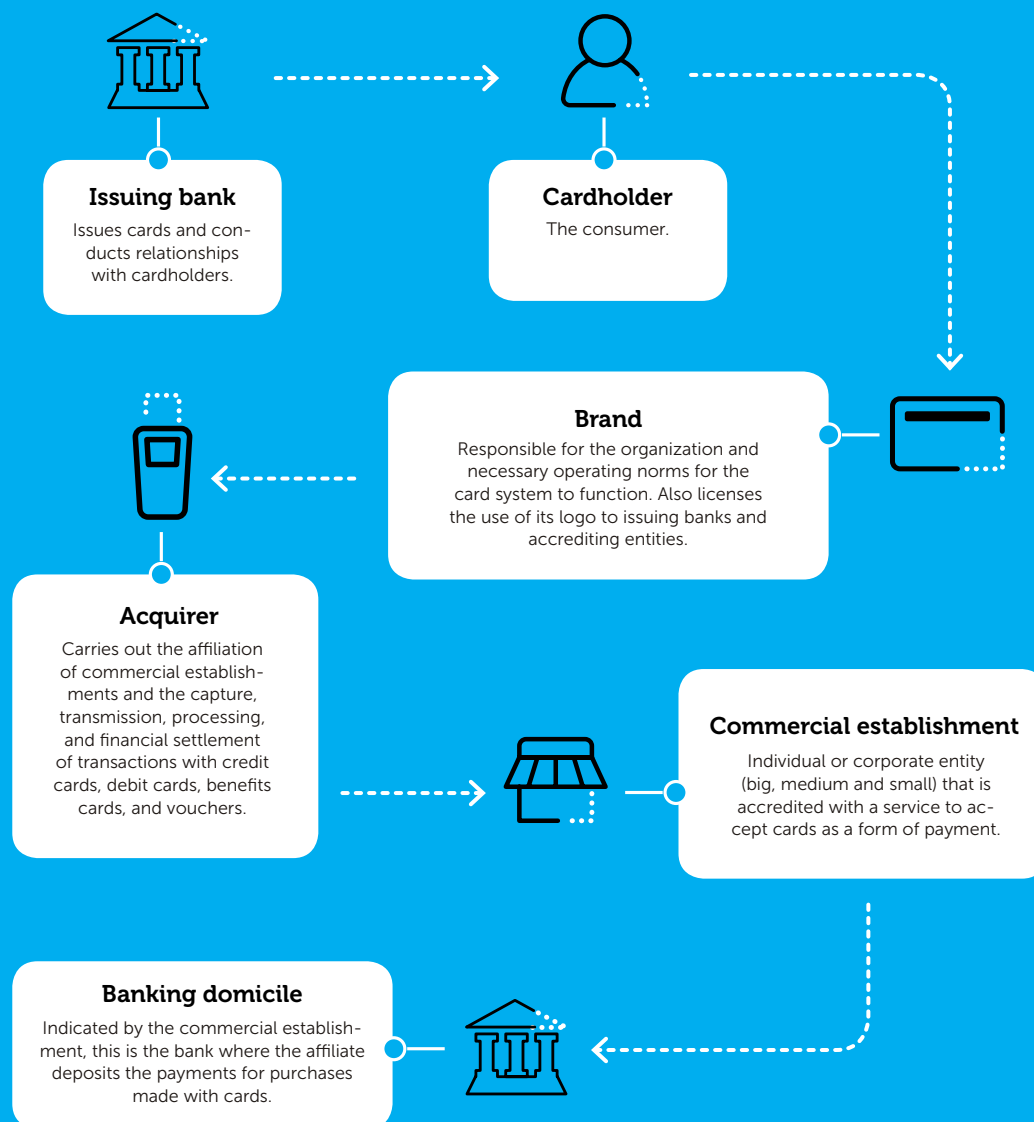 Issuing bank
Issues cards and con-
ducts relationships
with cardholders.
Cardholder
The consumer.
Brand
Responsible for the organization and
necessary operating norms for the
card system to function. Also licenses
the use of its logo to issuing banks and
accrediting entities.
Acquirer
Carries out the affiliation
of commercial establish-
ments and the capture,
transmission, processing,
and financial settlement
of transactions with credit
cards, debit cards, benefits
cards, and vouchers.
Commercial establishment
Individual or corporate entity
(big, medium and small) that is
accredited with a service to ac-
cept cards as a form of payment.
Banking domicile
Indicated by the commercial establish-
ment, this is the bank where the affiliate
deposits the payments for purchases
made with cards.